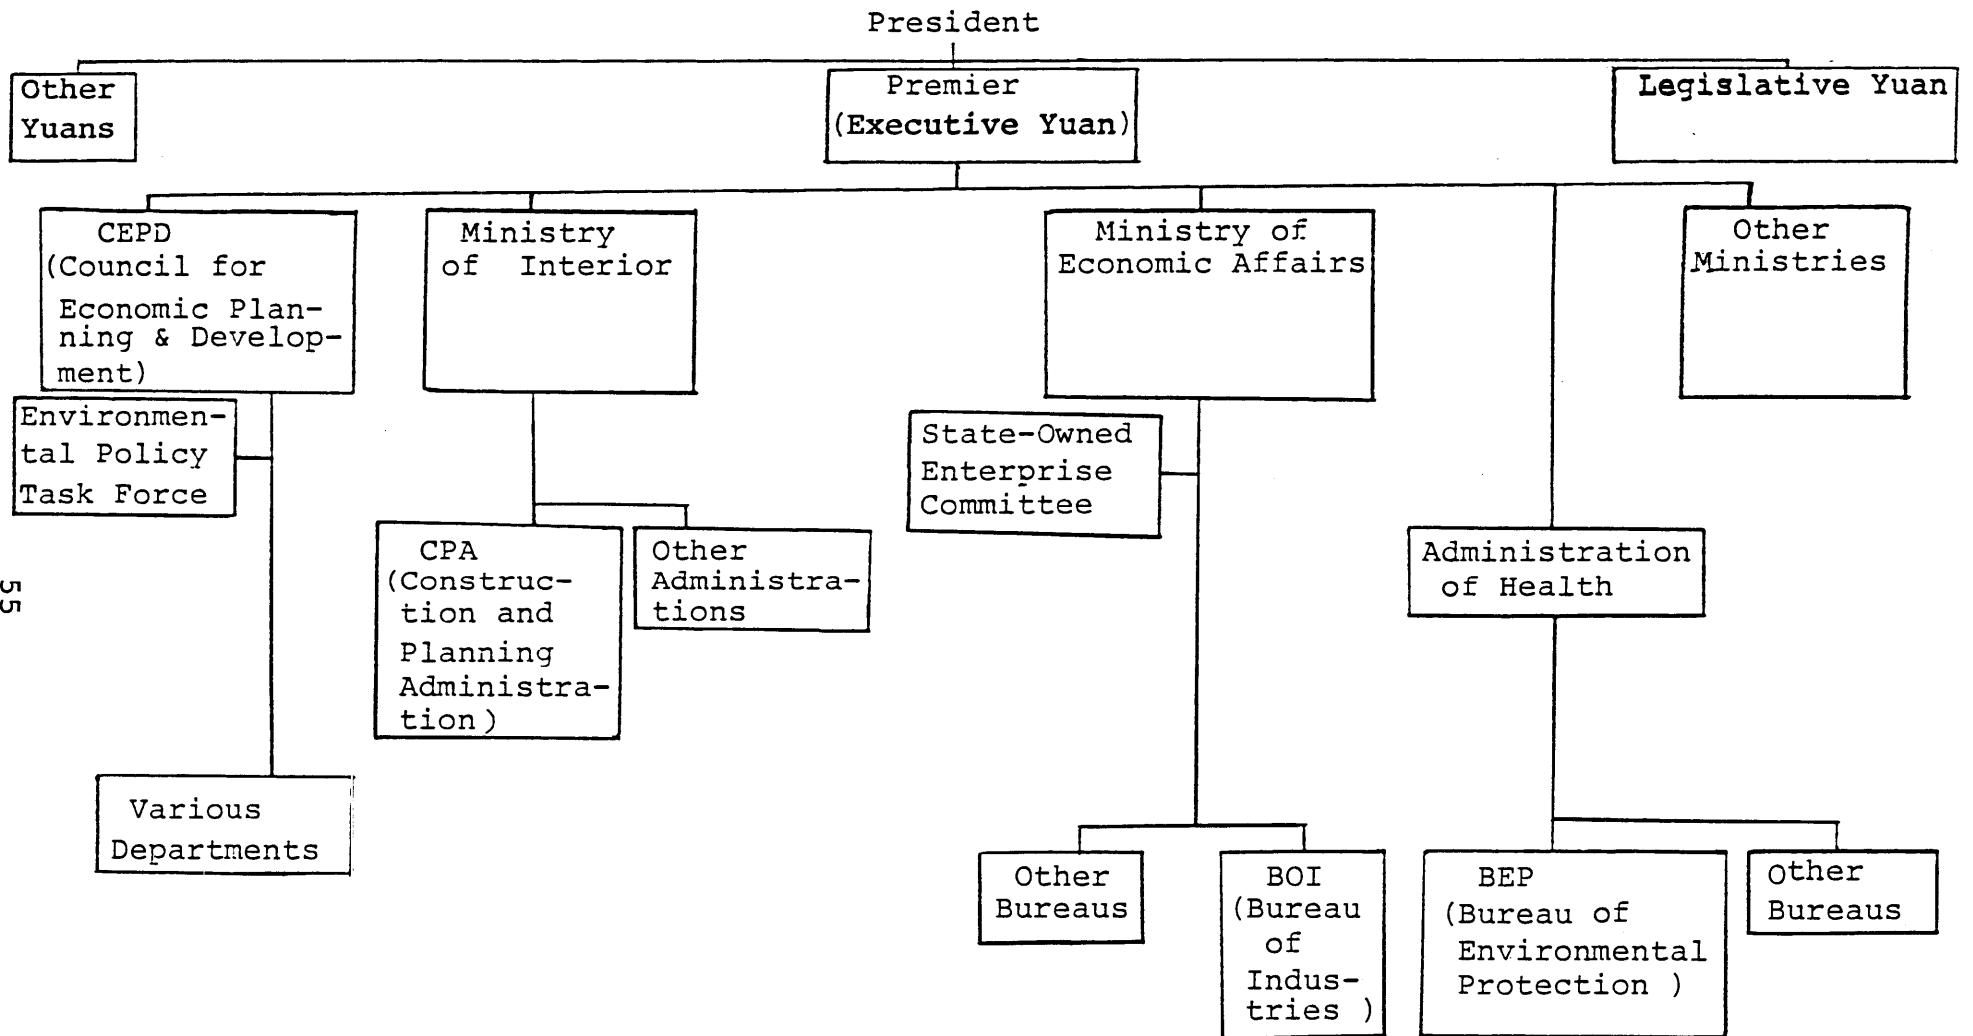 President
Other
Yuans
Premier
(Executive Yuan)
Legislative Yuan
CEPD
(Council for
Economic Plan-
ning & Develop-
ment)
Ministry
of Interior
Ministry of
Economic Affairs
Other
Ministries
Environmen-
tal Policy
Task Force
State-Owned
Enterprise
Committee
CPA
(Construc-
tion and
Planning
Administra-
tion)
Other
Administra-
tions
Administration
of Health
55
Various
Departments
Other
Bureaus
BOI
(Bureau
of
Indus-
tries )
BEP
(Bureau of
Environmental
Protection )
Other
Bureaus